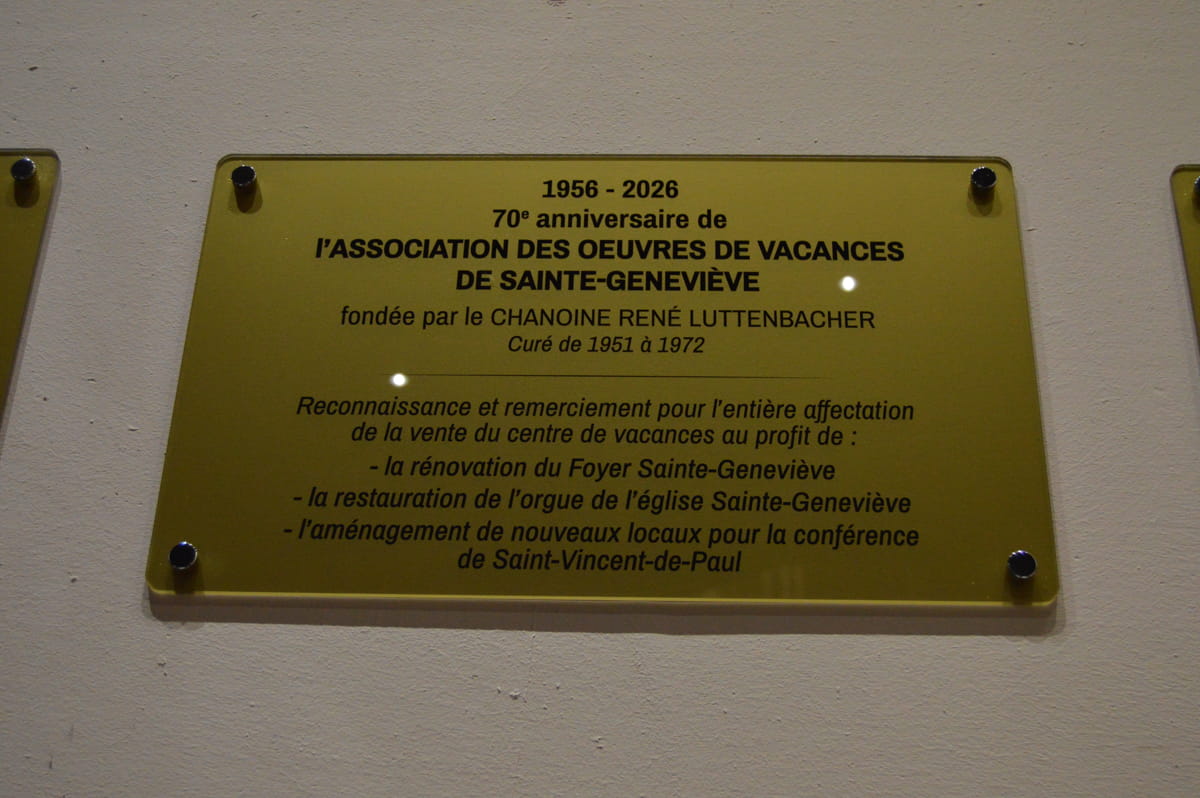 1956 - 2026
70e anniversaire de
l'ASSOCIATION DES OEUVRES DE VACANCES
DE SAINTE-GENEVIÈVE
fondée par le CHANOINE RENÉ LUTTENBACHER
Curé de 1951 à 1972
Reconnaissance et remerciement pour l'entière affectation
de la vente du centre de vacances au profit de :
- la rénovation du Foyer Sainte-Geneviève
- la restauration de l'orgue de l'église Sainte-Geneviève
- l'aménagement de nouveaux locaux pour la conférence
de Saint-Vincent-de-Paul